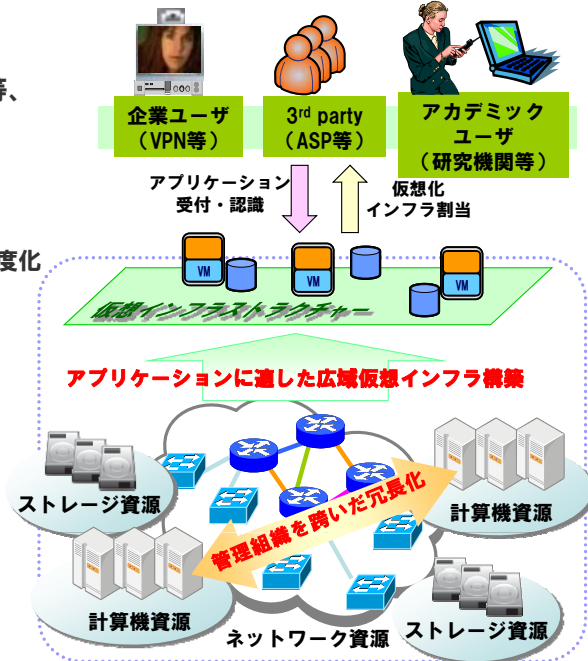 等、
企業ユーザ
(VPN等)
3rd party
(ASP等)
アカデミック
ユーザ
(研究機関等)
アプリケーション
受付・認識
仮想化
インフラ割当
度化
VM
VM
VM
仮想インフラストラクチャー
アプリケーションに適した広域仮想インフラ構築
ストレージ資源
計算機資源
管理組織を跨いだ冗長化
計算機資源
ネットワーク資源
ストレージ資源